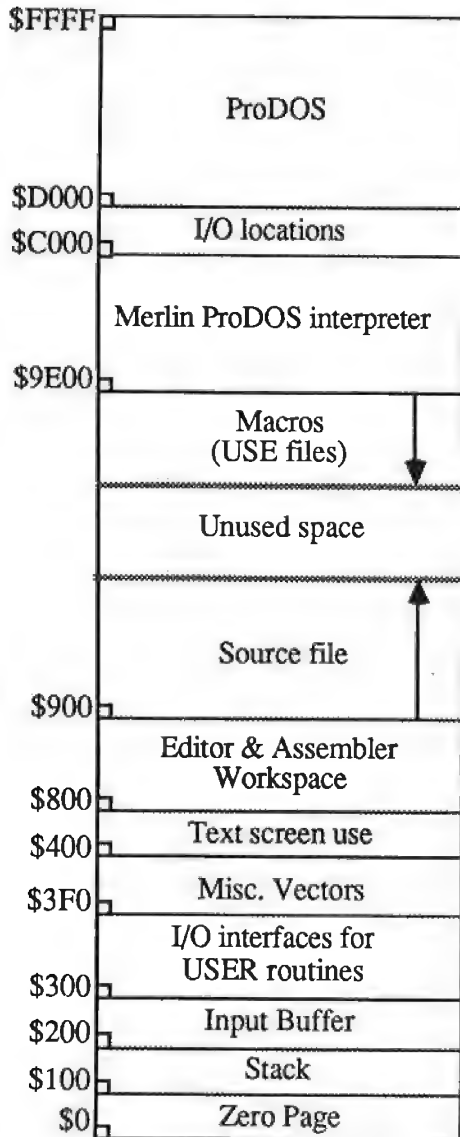 $FFFF
ProDOS
$D000
I/O locations
$C000
Merlin ProDOS interpreter
$9E00
Macros
(USE files)
Unused space
Source file
$900
Editor & Assembler
Workspace
$800
Text screen use
$400
Misc. Vectors
$3F0
I/O interfaces for
USER routines
$300
Input Buffer
$200
Stack
$100
Zero Page
$0